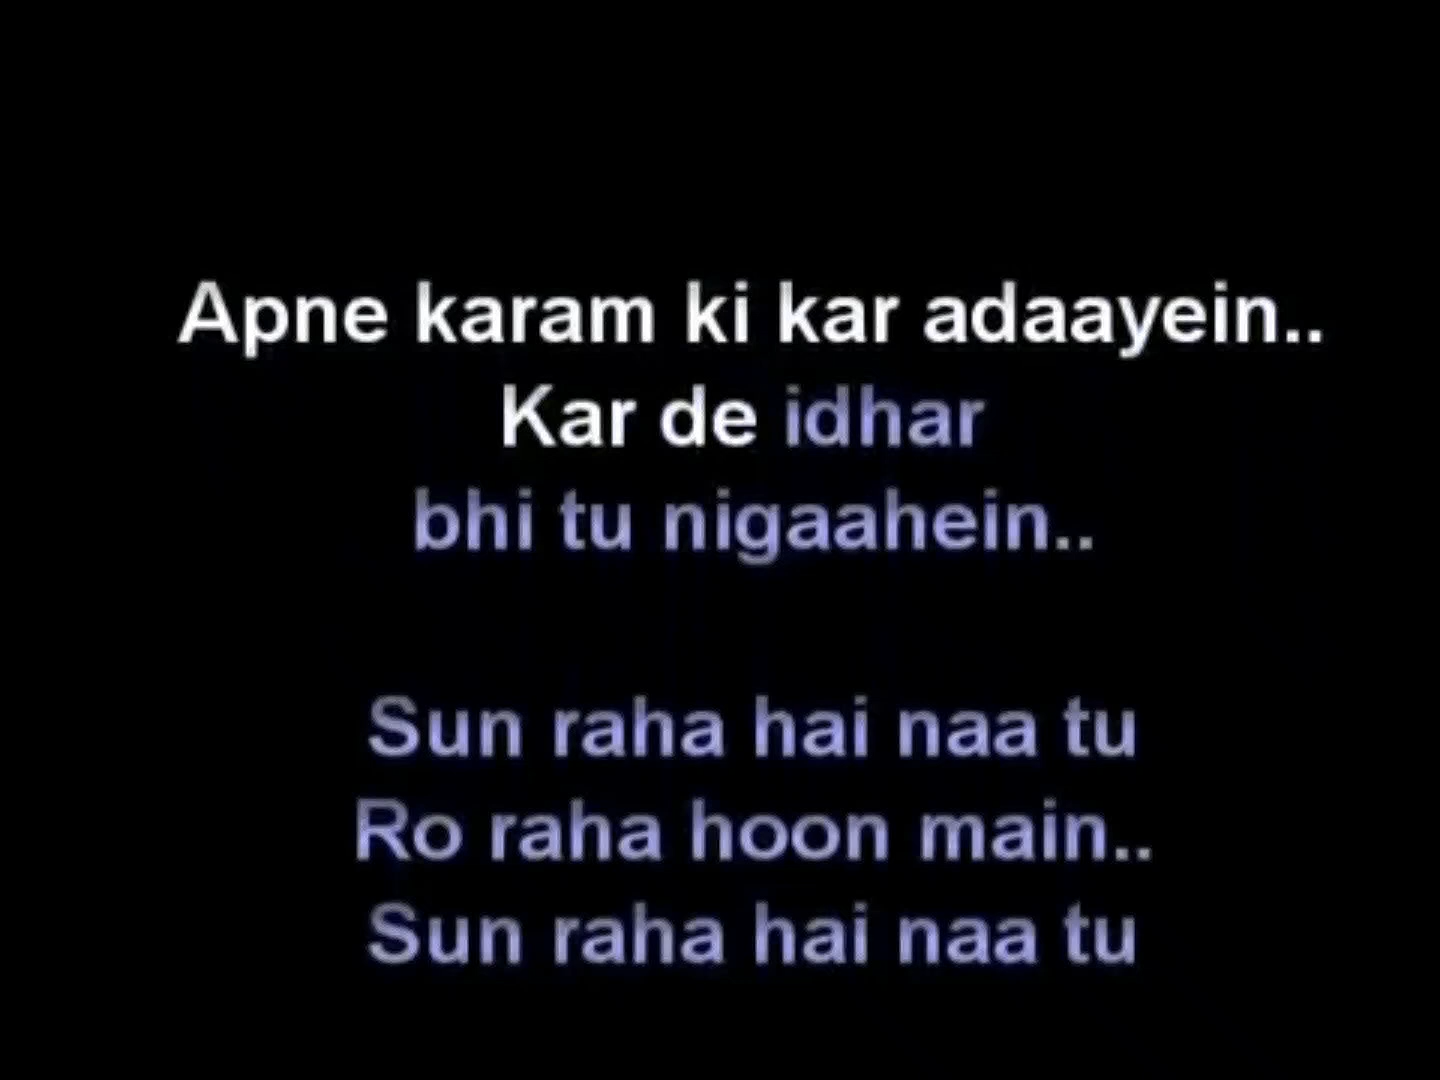 Apne karam ki kar adaayein..
Kar de idhar
bhi tu nigaahein..
Sun raha hai naa tu
Ro raha hoon main..
Sun raha hai naa tu